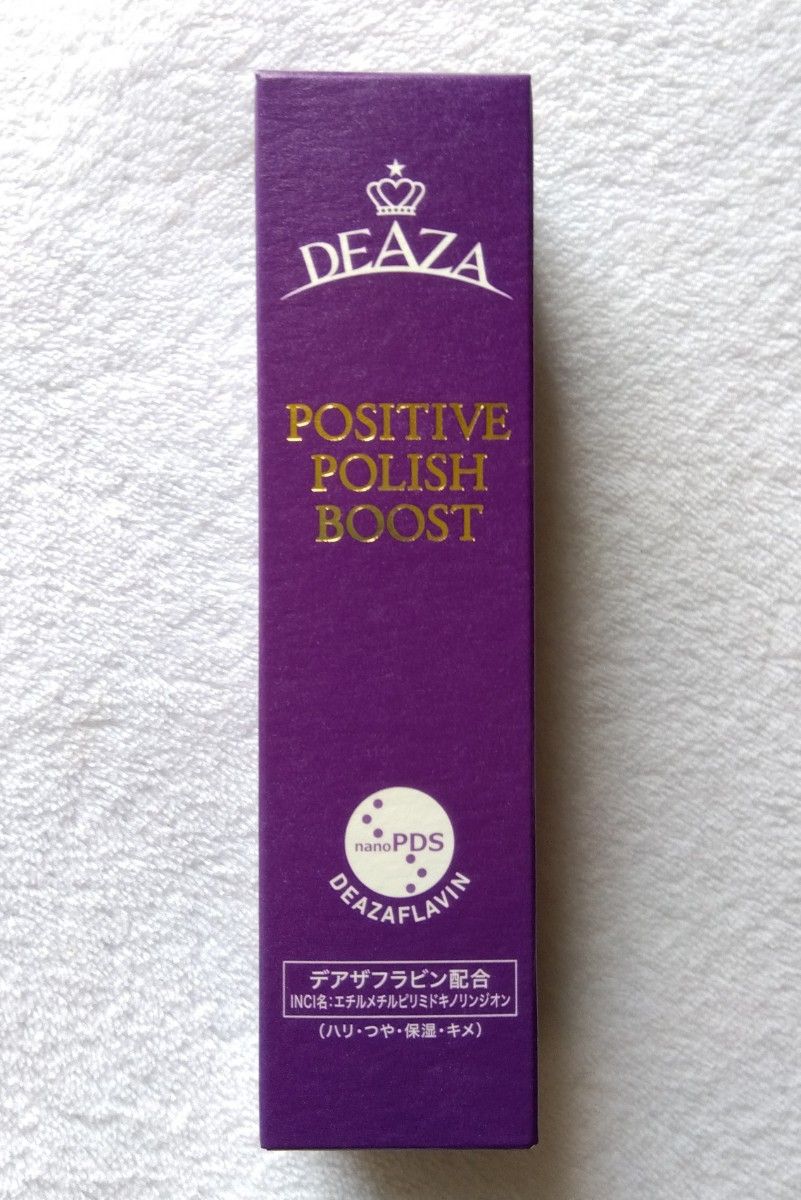 DEAZA
POSITIVE
POLISH
BOOST
nanoPDS
DEAZAFLAVIN
デアザフラビン配合
INCI名:エチルメチルピリミドキノリンジオン
(ハリ・つや・保湿・キメ)